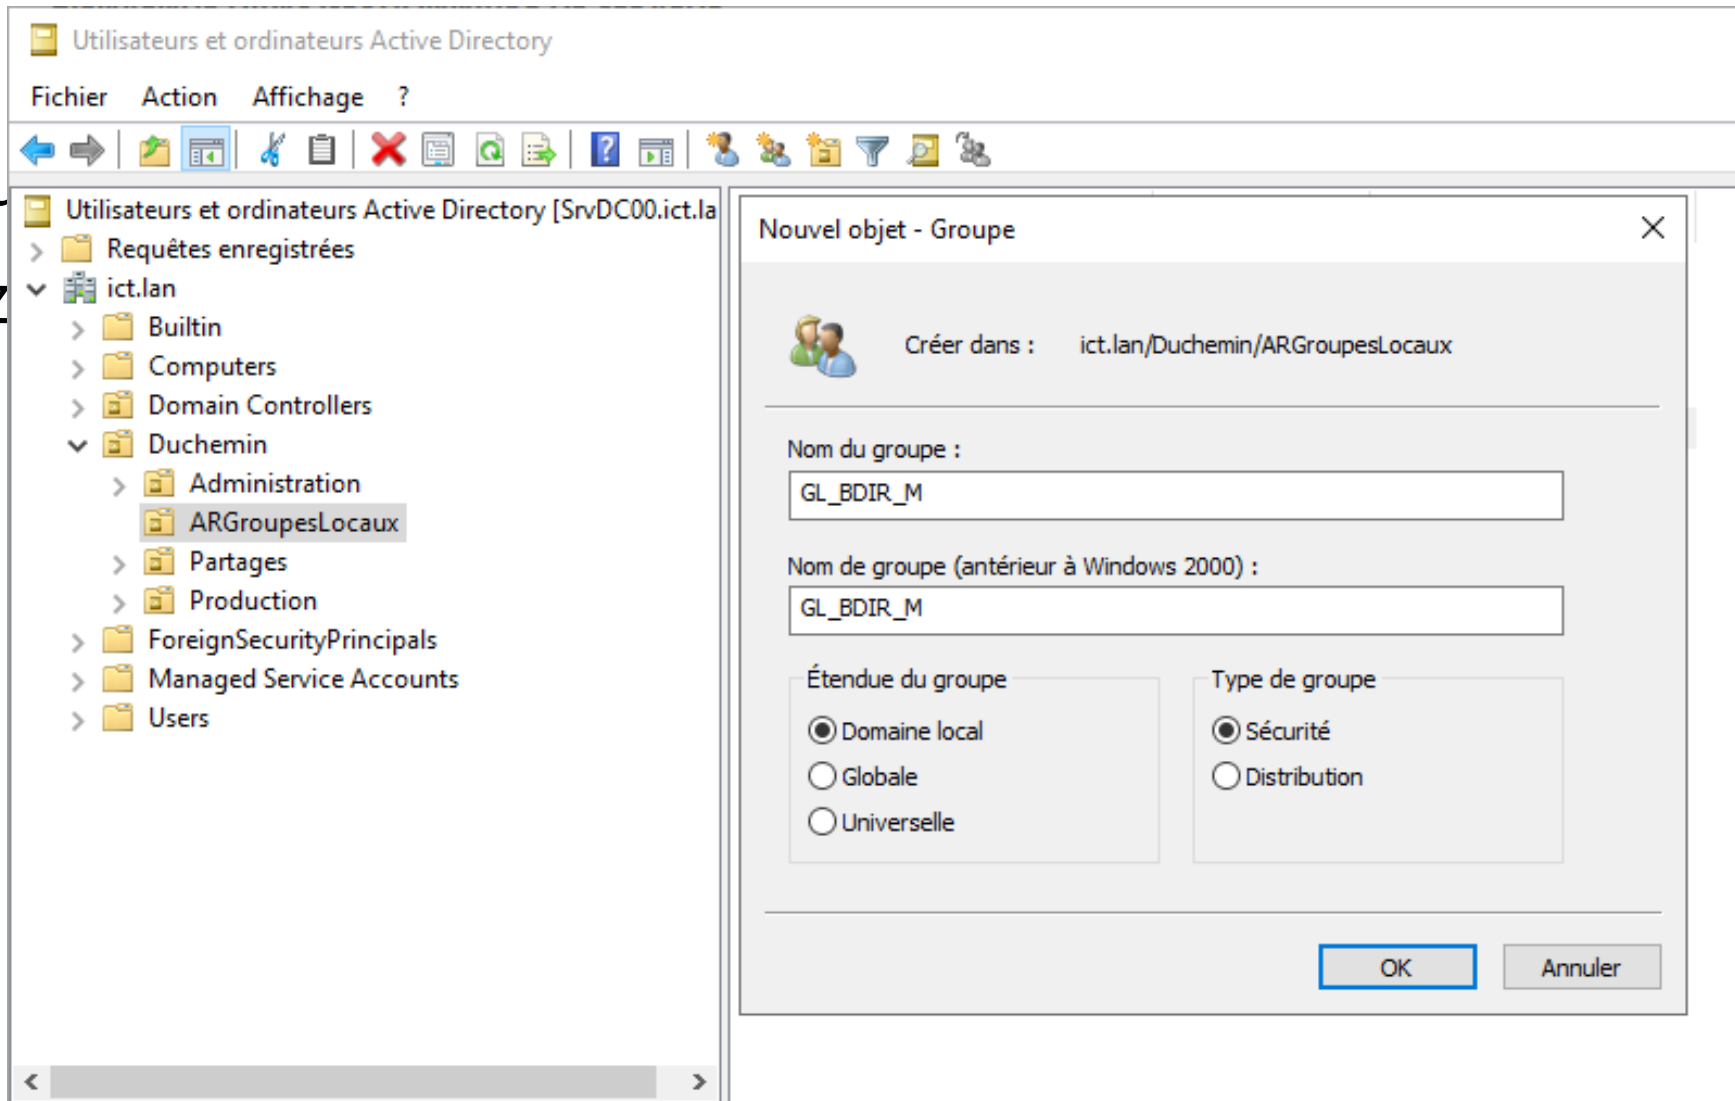 Utilisateurs et ordinateurs Active Directory
Fichier Action Affichage ?
Utilisateurs et ordinateurs Active Directory [SrvDC00.ict.la
Requêtes enregistrées
ict.lan
Builtin
Computers
Domain Controllers
Duchemin
Administration
ARGroupesLocaux
Partages
Production
ForeignSecurityPrincipals
Managed Service Accounts
Users
Nouvel objet - Groupe
Créer dans : ict.lan/Duchemin/ARGroupesLocaux
Nom du groupe :
GL_BDIR_M
Nom de groupe (antérieur à Windows 2000) :
GL_BDIR_M
Étendue du groupe
Domaine local
Globale
Universelle
Type de groupe
Sécurité
Distribution
OK Annuler